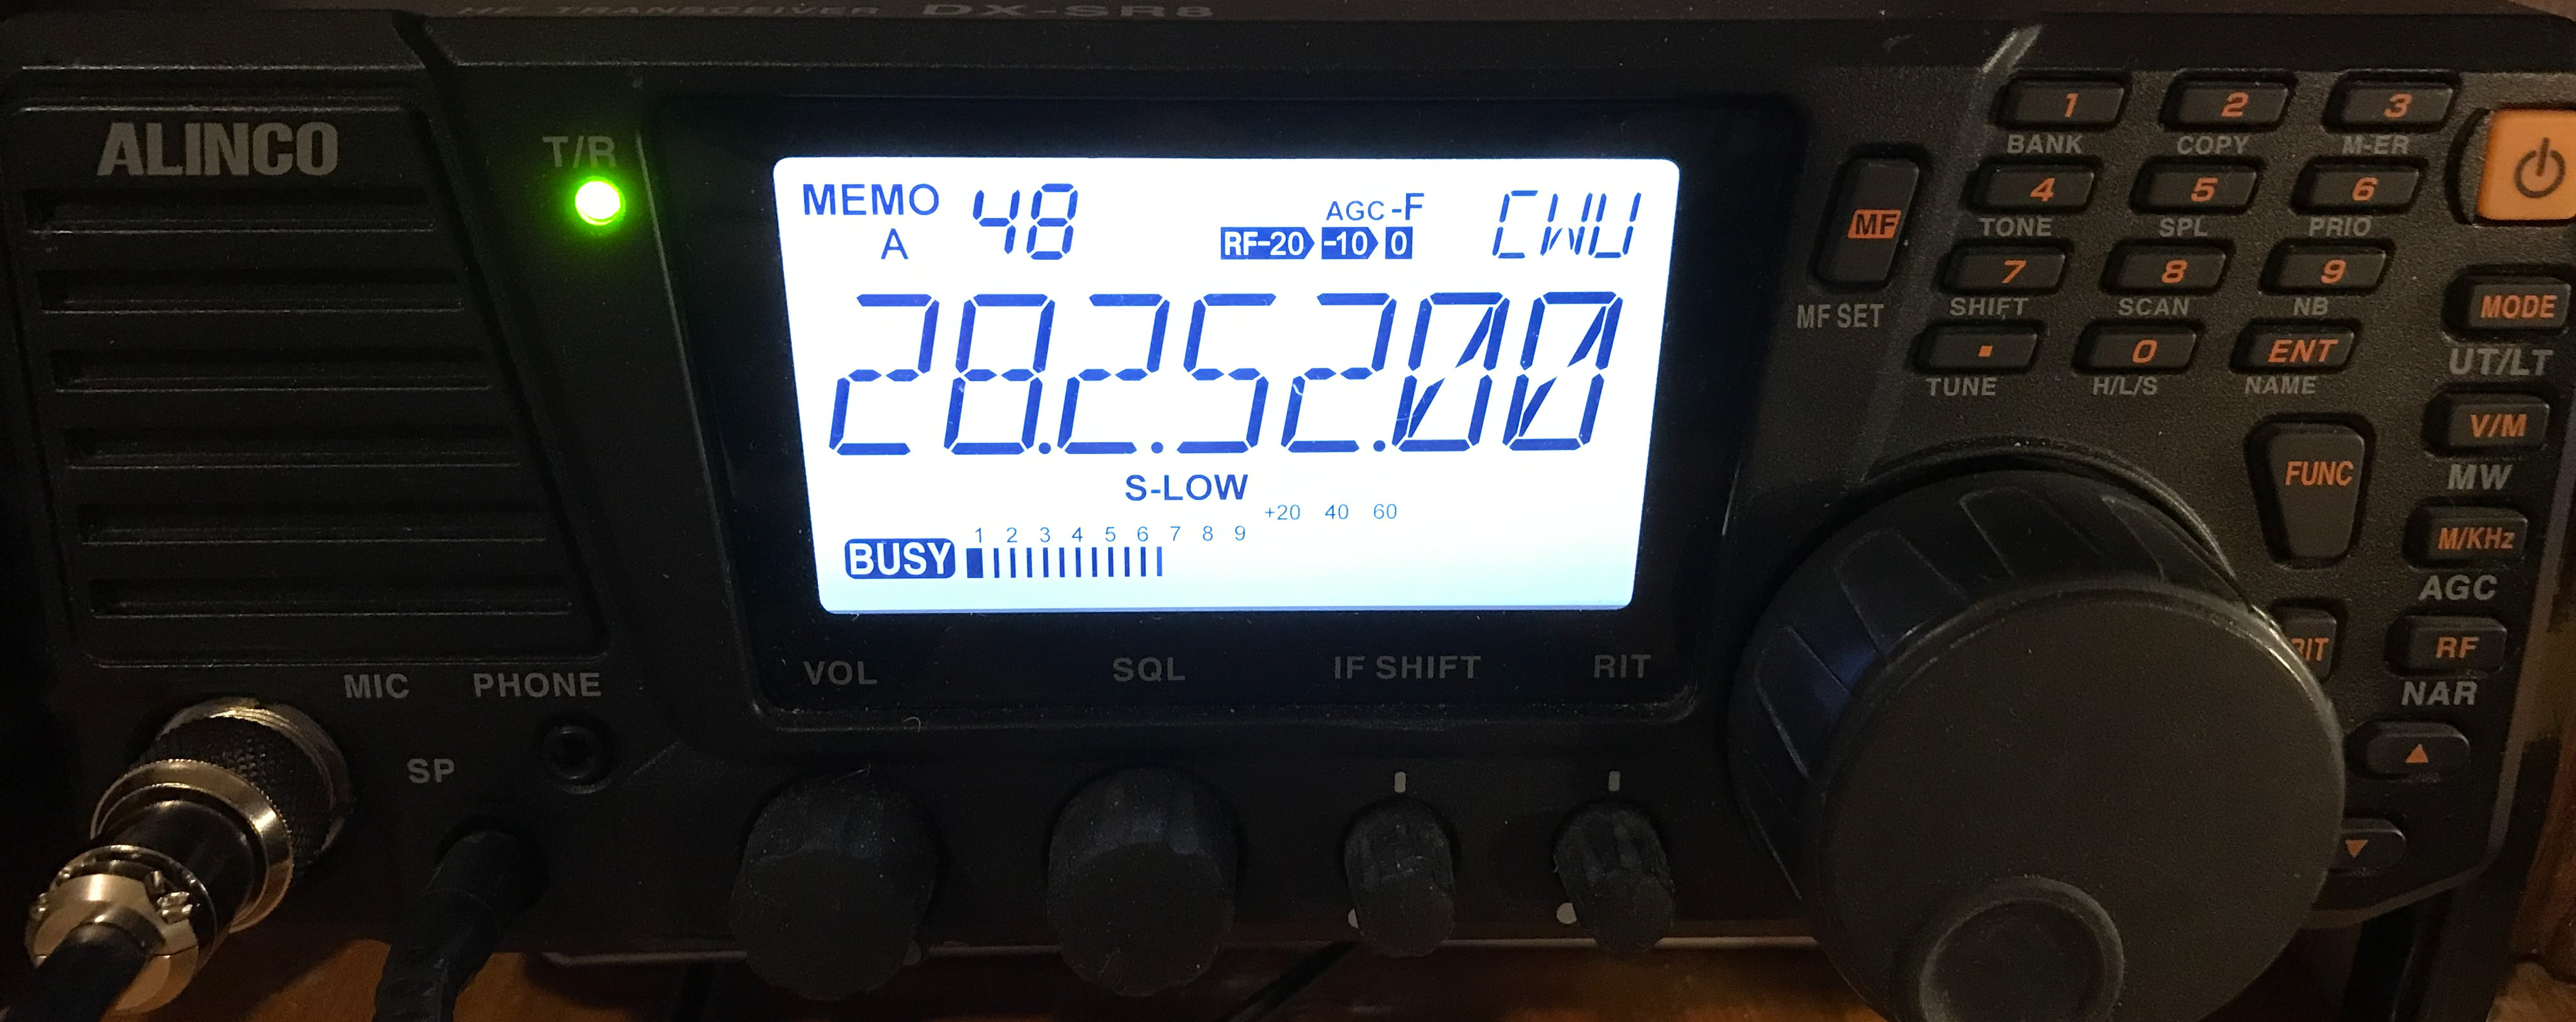 HF TRANSCEIVER DX-SR8
ALINCO
T/R
MEMO 48 AGC-F CWU
A RF-20 -10 0
28.252.00
S-LOW
+20 40 60
1 2 3 4 5 6 7 8 9
BUSY
VOL SQL IF SHIFT RIT
MIC PHONE
SP
MF
MF SET
1 2 3
BANK COPY M-ER
4 5 6
TONE SPL PRIO
7 8 9
SHIFT SCAN NB
. 0 ENT
TUNE H/L/S NAME
MODE
UT/LT
FUNC
V/M
MW
M/KHz
AGC
RF
NAR